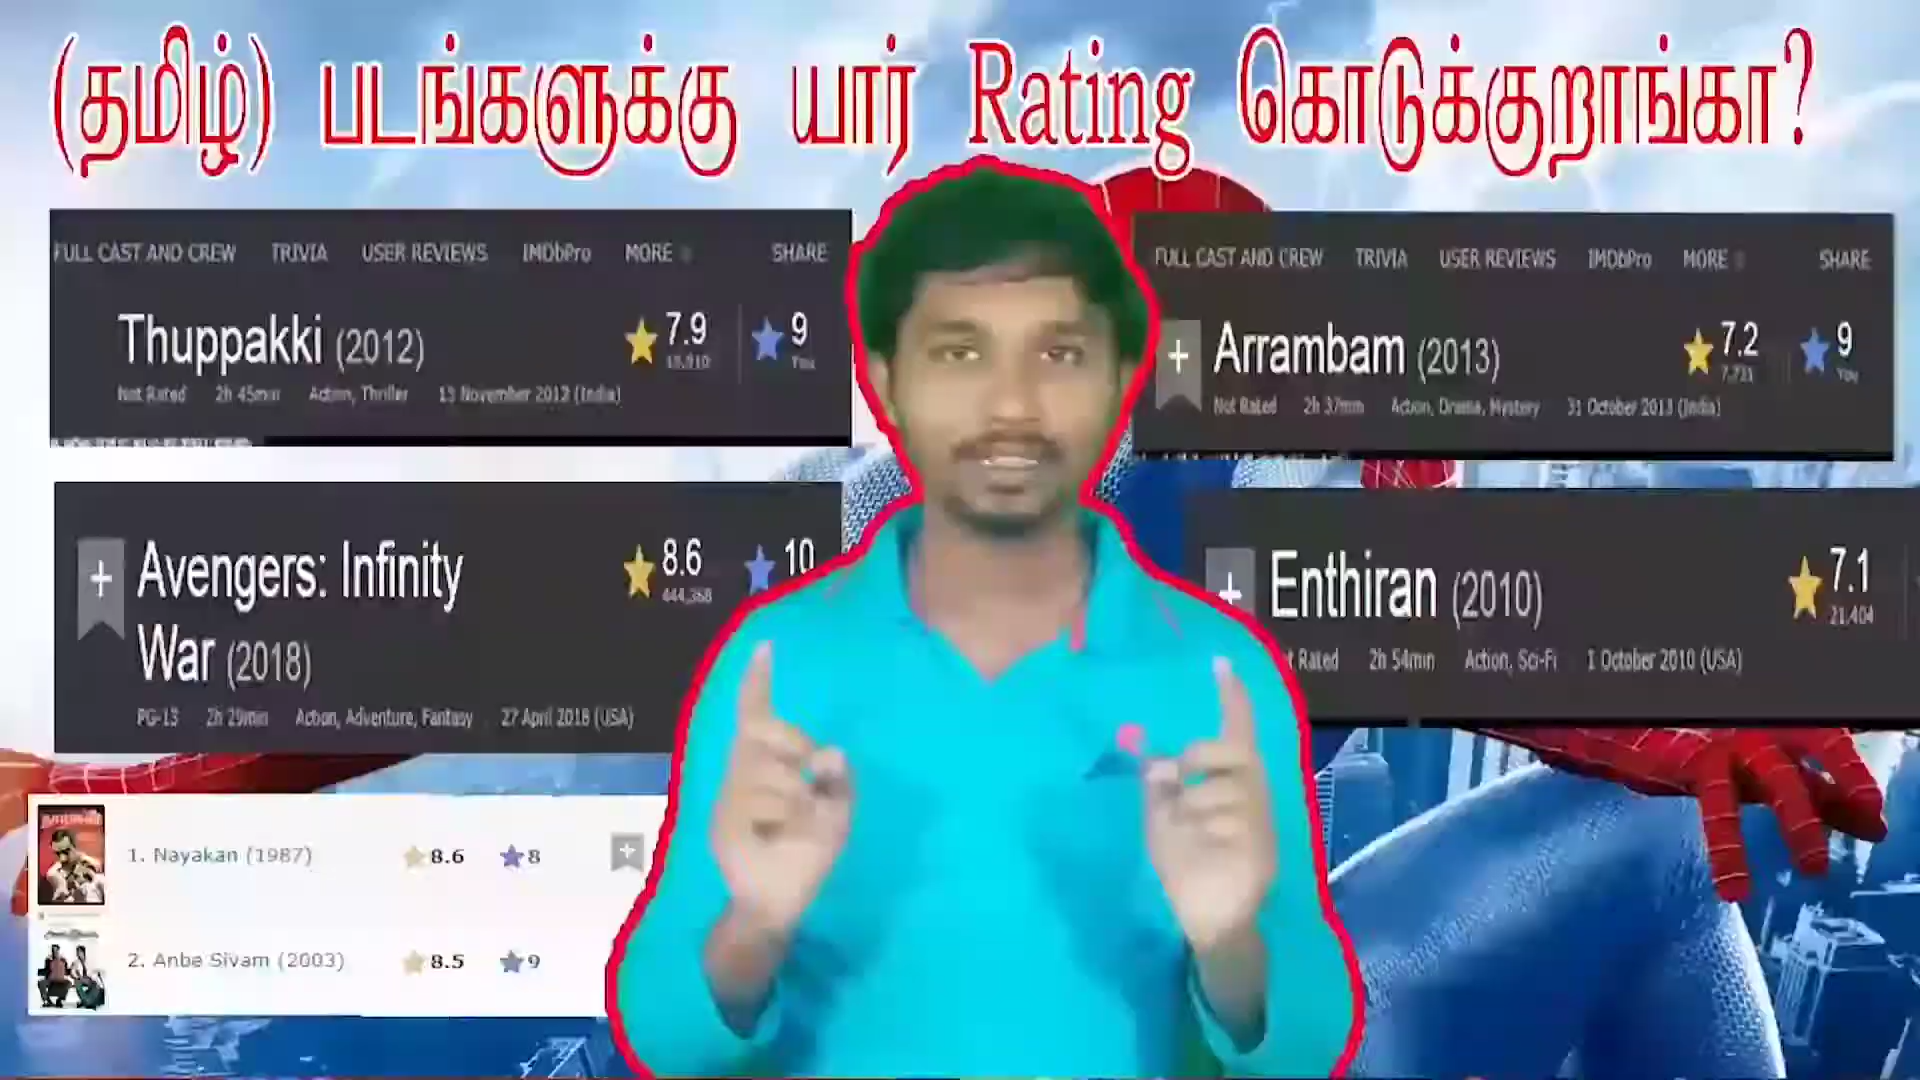 (தமிழ்) படங்களுக்கு யார் Rating கொடுக்குறாங்கா?
FULL CAST AND CREW TRIVIA USER REVIEWS IMDbPro MORE SHARE
Thuppakki (2012) 7.9 9
You
Not Rated 2h 45min Action, Thriller 13 November 2012 (India)
FULL CAST AND CREW TRIVIA USER REVIEWS IMDbPro MORE SHARE
+ Arrambam (2013) 7.2 9
You
Not Rated 2h 37min Action, Drama, Mystery 31 October 2013 (India)
+ Avengers: Infinity 8.6 10
444,368
War (2018)
PG-13 2h 29min Action, Adventure, Fantasy 27 April 2018 (USA)
+ Enthiran (2010) 7.1
21,404
Rated 2h 54min Action, Sci-Fi 1 October 2010 (USA)
1. Nayakan (1987) 8.6 8 +
2. Anbe Sivam (2003) 8.5 9